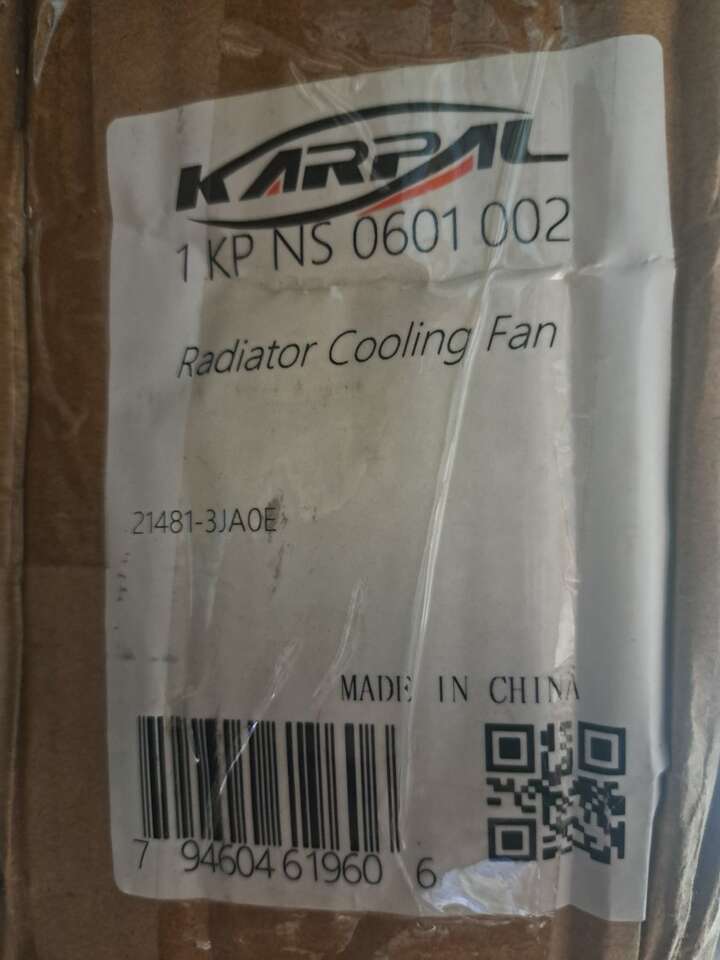 KARPAL
1 KP NS 0601 002
Radiator Cooling Fan
21481-3JA0E
MADE IN CHINA
7 94604 61960 6